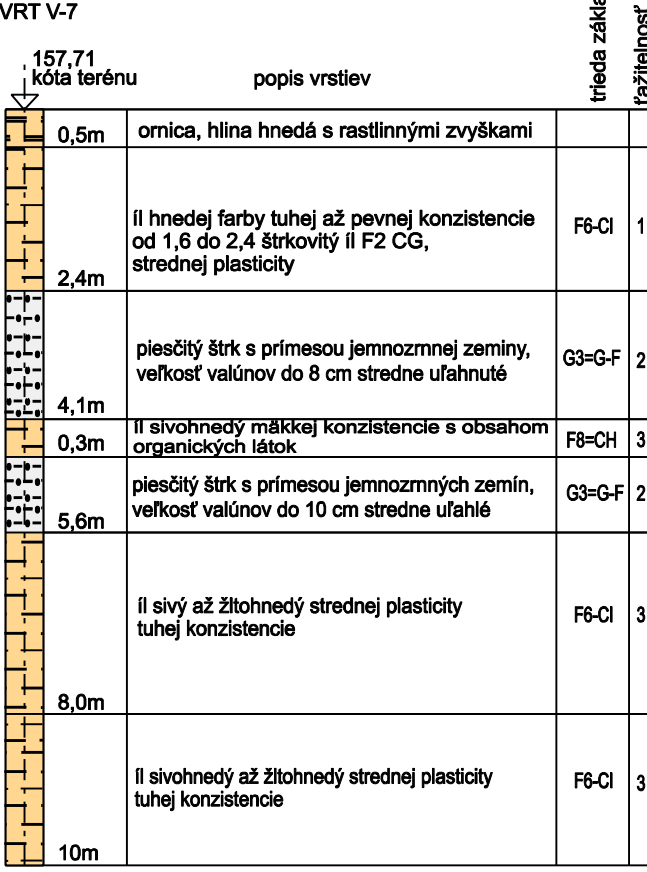 VRT V-7
157,71
kóta terénu
popis vrstiev
trieda zákla
ťažitelnosť
0,5m
ornica, hlina hnedá s rastlinnými zvyškami
íl hnedej farby tuhej až pevnej konzistencie
od 1,6 do 2,4 štrkovitý íl F2 CG,
strednej plasticity
F6-CI
1
2,4m
piesčitý štrk s prímesou jemnozrnnej zeminy,
veľkosť valúnov do 8 cm stredne uľahnuté
G3=G-F
2
4,1m
íl sivohnedý mäkkej konzistencie s obsahom
organických látok
0,3m
F8=CH
3
piesčitý štrk s prímesou jemnozrnných zemín,
veľkosť valúnov do 10 cm stredne uľahlé
G3=G-F
2
5,6m
íl sivý až žltohnedý strednej plasticity
tuhej konzistencie
F6-CI
3
8,0m
íl sivohnedý až žltohnedý strednej plasticity
tuhej konzistencie
F6-CI
3
10m